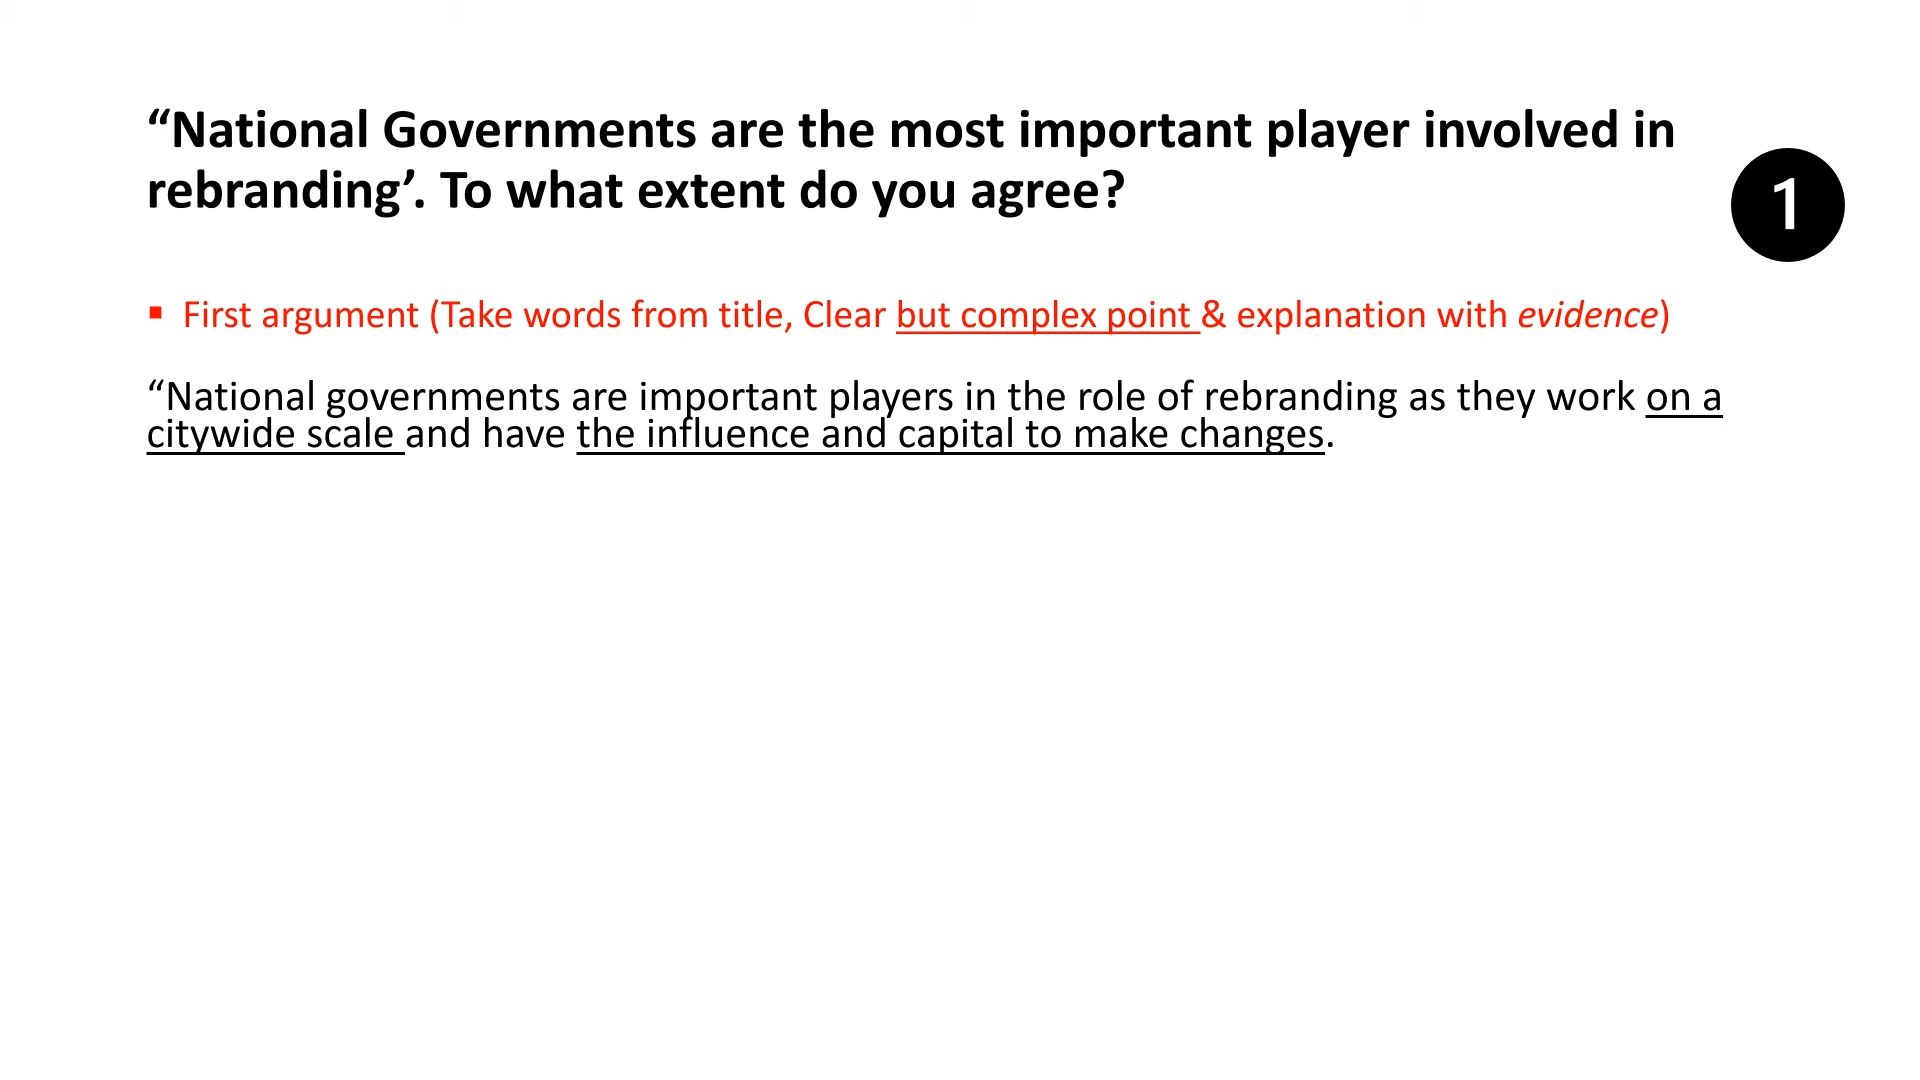 “National Governments are the most important player involved in
rebranding’. To what extent do you agree?
1
▪ First argument (Take words from title, Clear but complex point & explanation with evidence)
“National governments are important players in the role of rebranding as they work on a
citywide scale and have the influence and capital to make changes.